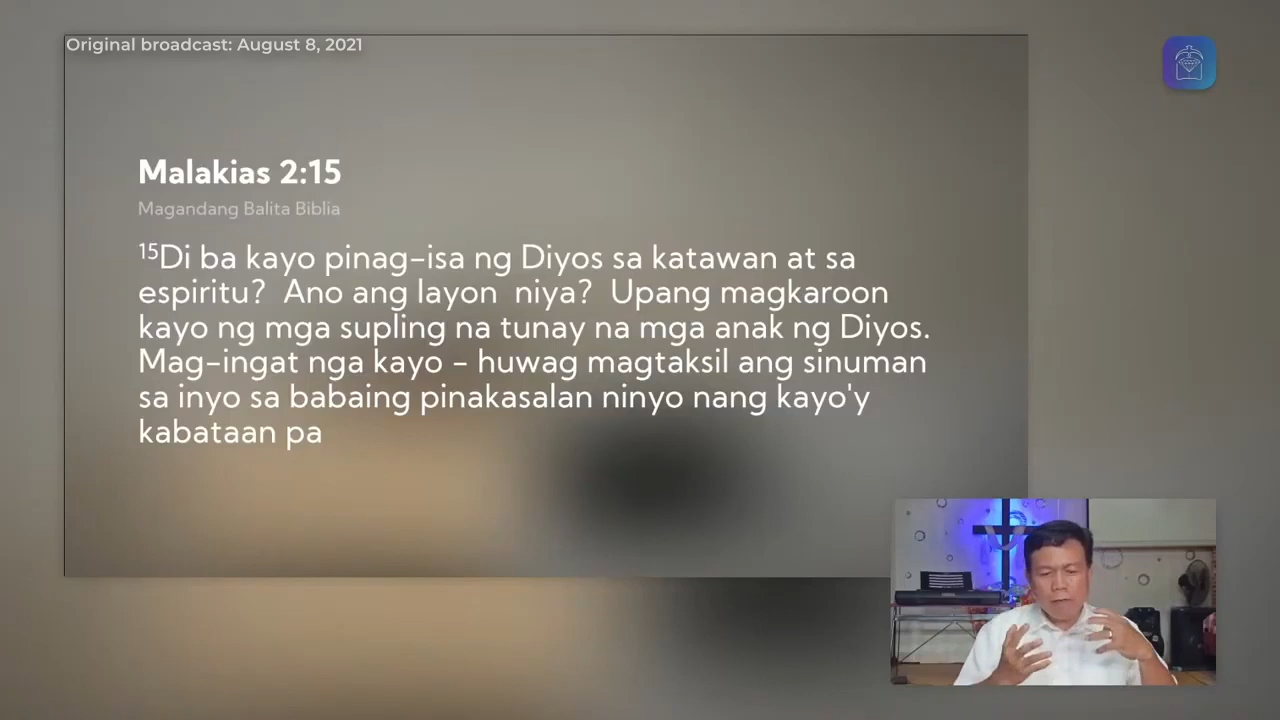 Original broadcast: August 8, 2021
Malakias 2:15
Magandang Balita Biblia
¹⁵Di ba kayo pinag-isa ng Diyos sa katawan at sa
espiritu?  Ano ang layon  niya?  Upang magkaroon
kayo ng mga supling na tunay na mga anak ng Diyos.
Mag-ingat nga kayo - huwag magtaksil ang sinuman
sa inyo sa babaing pinakasalan ninyo nang kayo'y
kabataan pa